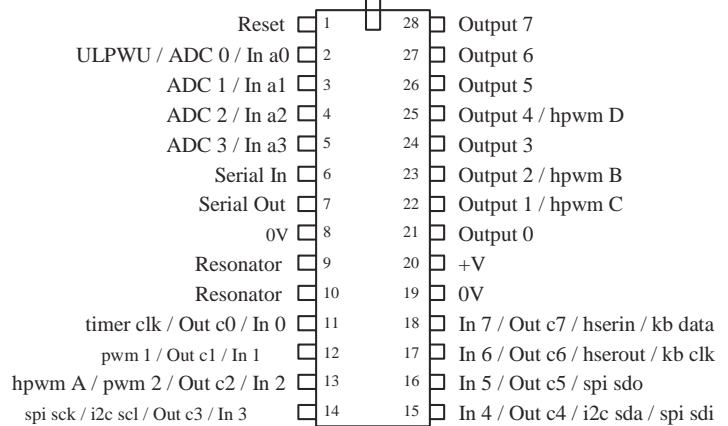 Reset 1 28 Output 7
ULPWU / ADC 0 / In a0 2 27 Output 6
ADC 1 / In a1 3 26 Output 5
ADC 2 / In a2 4 25 Output 4 / hpwm D
ADC 3 / In a3 5 24 Output 3
Serial In 6 23 Output 2 / hpwm B
Serial Out 7 22 Output 1 / hpwm C
0V 8 21 Output 0
Resonator 9 20 +V
Resonator 10 19 0V
timer clk / Out c0 / In 0 11 18 In 7 / Out c7 / hserin / kb data
pwm 1 / Out c1 / In 1 12 17 In 6 / Out c6 / hserout / kb clk
hpwm A / pwm 2 / Out c2 / In 2 13 16 In 5 / Out c5 / spi sdo
spi sck / i2c scl / Out c3 / In 3 14 15 In 4 / Out c4 / i2c sda / spi sdi